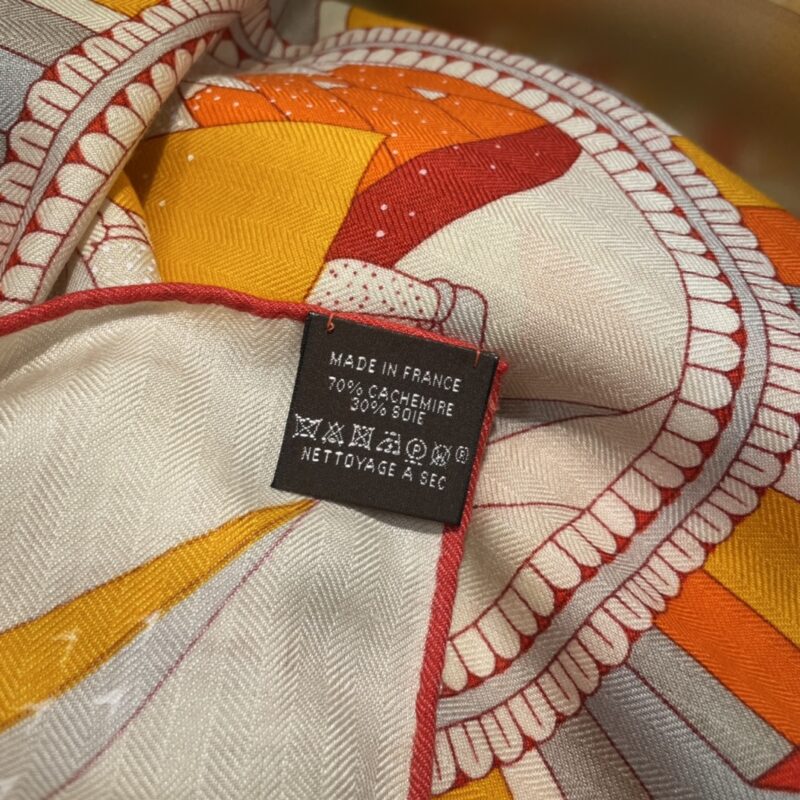 MADE IN FRANCE
70% CACHEMIRE
30% SOIE
P W ®
NETTOYAGE A SEC